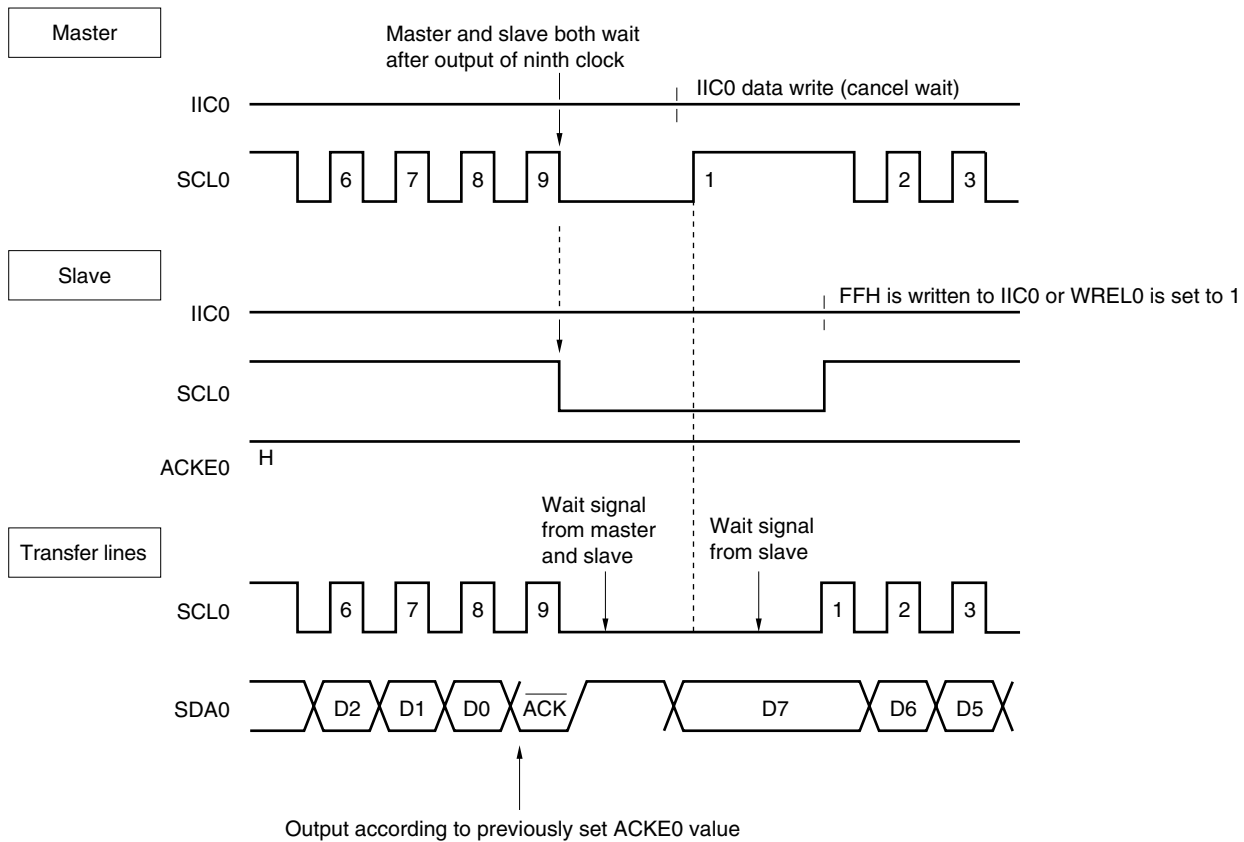 Master
Master and slave both wait
after output of ninth clock
IIC0 data write (cancel wait)
IIC0
SCL0
6 7 8 9 1 2 3
Slave
FFH is written to IIC0 or WREL0 is set to 1
IIC0
SCL0
H
ACKE0
Wait signal
from master
and slave
Wait signal
from slave
Transfer lines
SCL0
6 7 8 9 1 2 3
SDA0
D2 D1 D0 ACK D7 D6 D5
Output according to previously set ACKE0 value